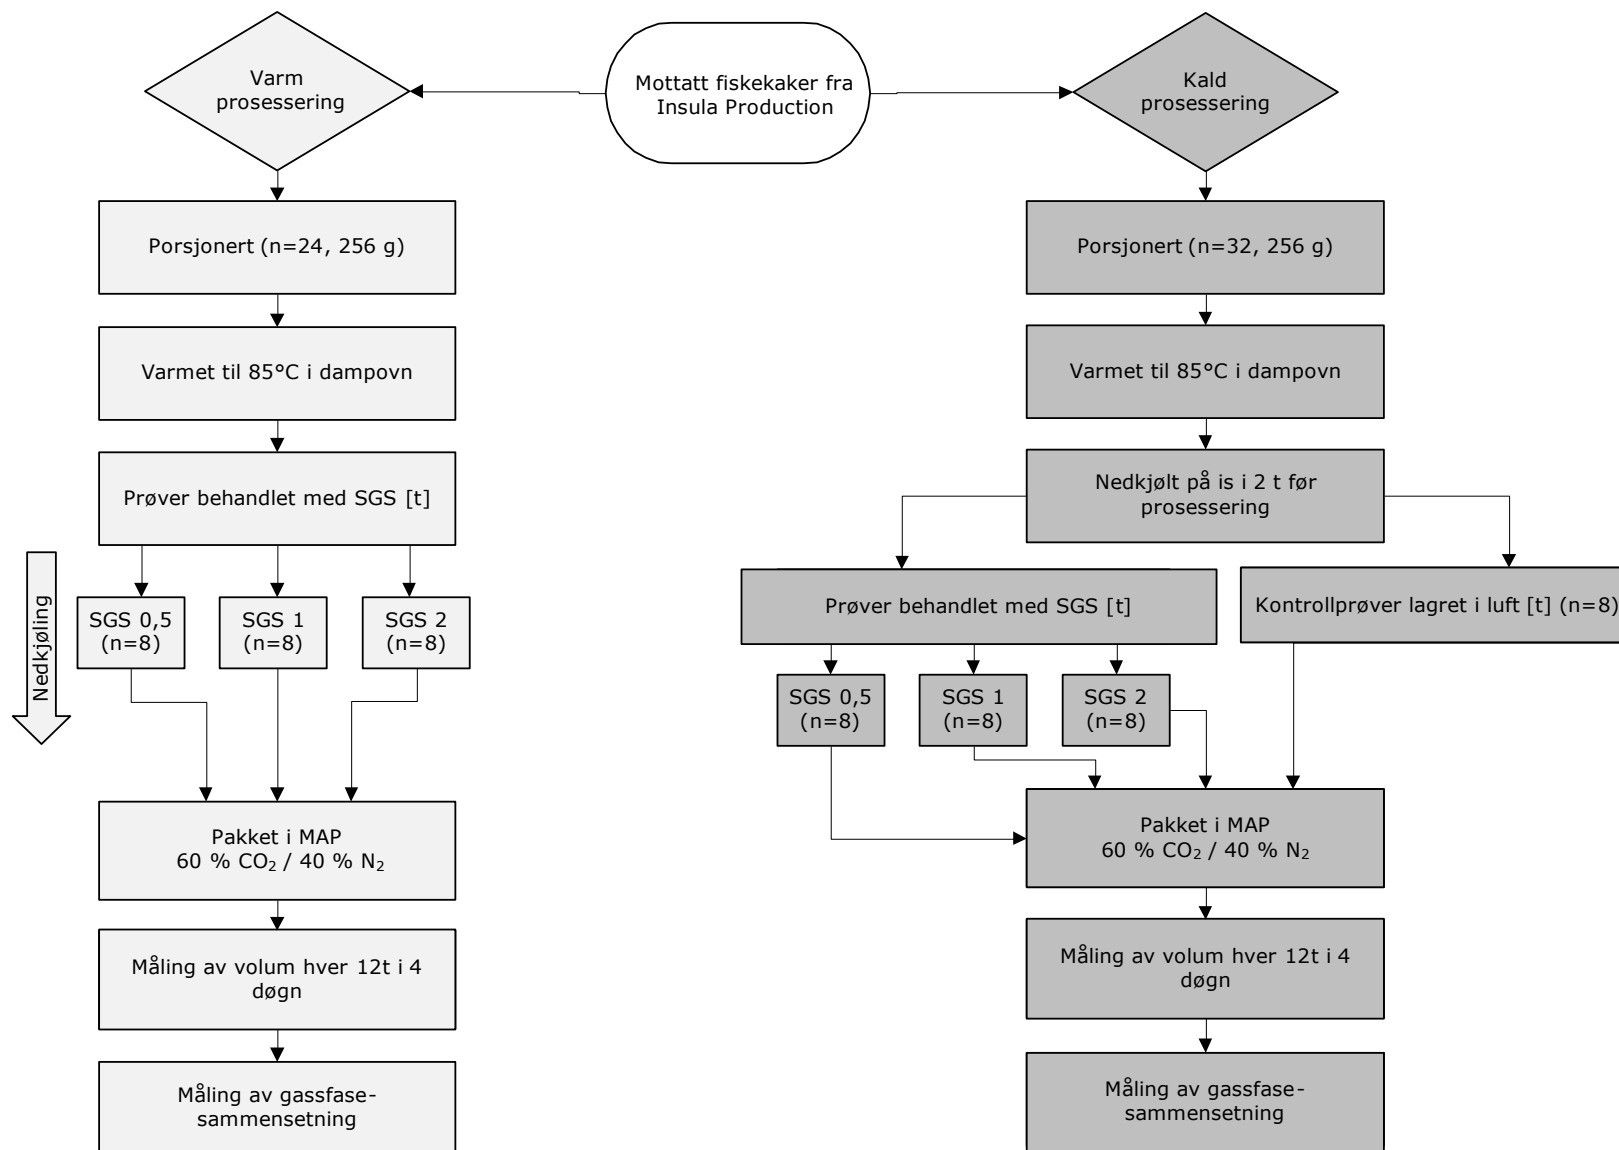 Mottatt fiskekaker fra
Insula Production
Varm
prosessering
Porsjonert (n=24, 256 g)
Varmet til 85°C i dampovn
Prøver behandlet med SGS [t]
Nedkjøling
SGS 0,5
(n=8)
SGS 1
(n=8)
SGS 2
(n=8)
Pakket i MAP
60 % CO₂ / 40 % N₂
Måling av volum hver 12t i 4
døgn
Måling av gassfase-
sammensetning
Kald
prosessering
Porsjonert (n=32, 256 g)
Varmet til 85°C i dampovn
Nedkjølt på is i 2 t før
prosessering
Prøver behandlet med SGS [t]
Kontrollprøver lagret i luft [t] (n=8)
SGS 0,5
(n=8)
SGS 1
(n=8)
SGS 2
(n=8)
Pakket i MAP
60 % CO₂ / 40 % N₂
Måling av volum hver 12t i 4
døgn
Måling av gassfase-
sammensetning